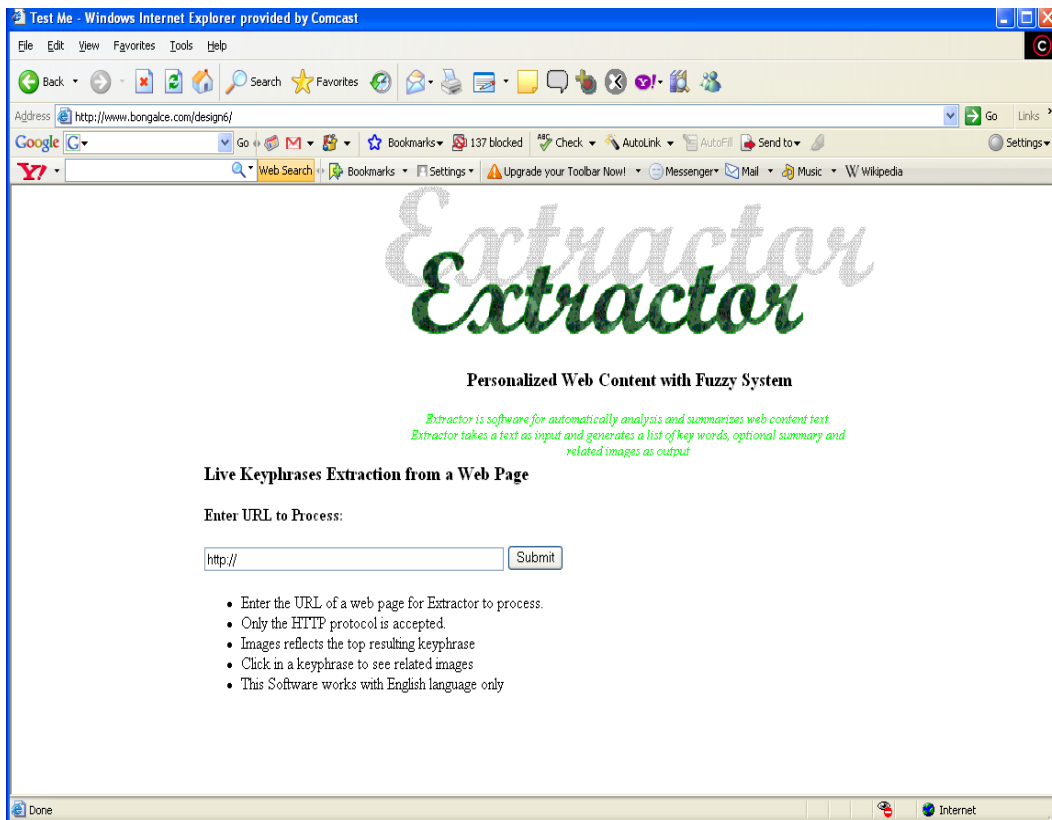 Test Me - Windows Internet Explorer provided by Comcast
File Edit View Favorites Tools Help
Back Search Favorites
Address http://www.bongalce.com/design6/ Go Links
Google G Go Bookmarks 137 blocked ABC Check AutoLink AutoFill Send to Settings
Y! Web Search Bookmarks Settings Upgrade your Toolbar Now! Messenger Mail Music W Wikipedia
Extractor
Extractor
Personalized Web Content with Fuzzy System
Extractor is software for automatically analysis and summarizes web content text.
Extractor takes a text as input and generates a list of key words, optional summary and
related images as output
Live Keyphrases Extraction from a Web Page
Enter URL to Process:
http:// Submit
• Enter the URL of a web page for Extractor to process.
• Only the HTTP protocol is accepted.
• Images reflects the top resulting keyphrase
• Click in a keyphrase to see related images
• This Software works with English language only
Done Internet